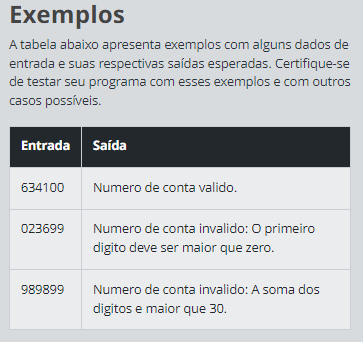 Exemplos
A tabela abaixo apresenta exemplos com alguns dados de
entrada e suas respectivas saídas esperadas. Certifique-se
de testar seu programa com esses exemplos e com outros
casos possíveis.
Entrada Saída
634100 Numero de conta valido.
023699 Numero de conta invalido: O primeiro
digito deve ser maior que zero.
989899 Numero de conta invalido: A soma dos
digitos e maior que 30.